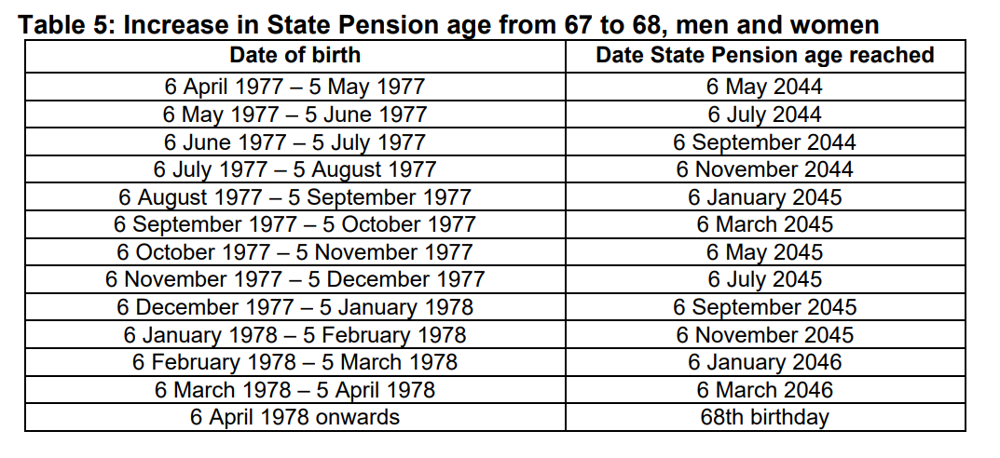 Table 5: Increase in State Pension age from 67 to 68, men and women
Date of birth Date State Pension age reached
6 April 1977 – 5 May 1977 6 May 2044
6 May 1977 – 5 June 1977 6 July 2044
6 June 1977 – 5 July 1977 6 September 2044
6 July 1977 – 5 August 1977 6 November 2044
6 August 1977 – 5 September 1977 6 January 2045
6 September 1977 – 5 October 1977 6 March 2045
6 October 1977 – 5 November 1977 6 May 2045
6 November 1977 – 5 December 1977 6 July 2045
6 December 1977 – 5 January 1978 6 September 2045
6 January 1978 – 5 February 1978 6 November 2045
6 February 1978 – 5 March 1978 6 January 2046
6 March 1978 – 5 April 1978 6 March 2046
6 April 1978 onwards 68th birthday